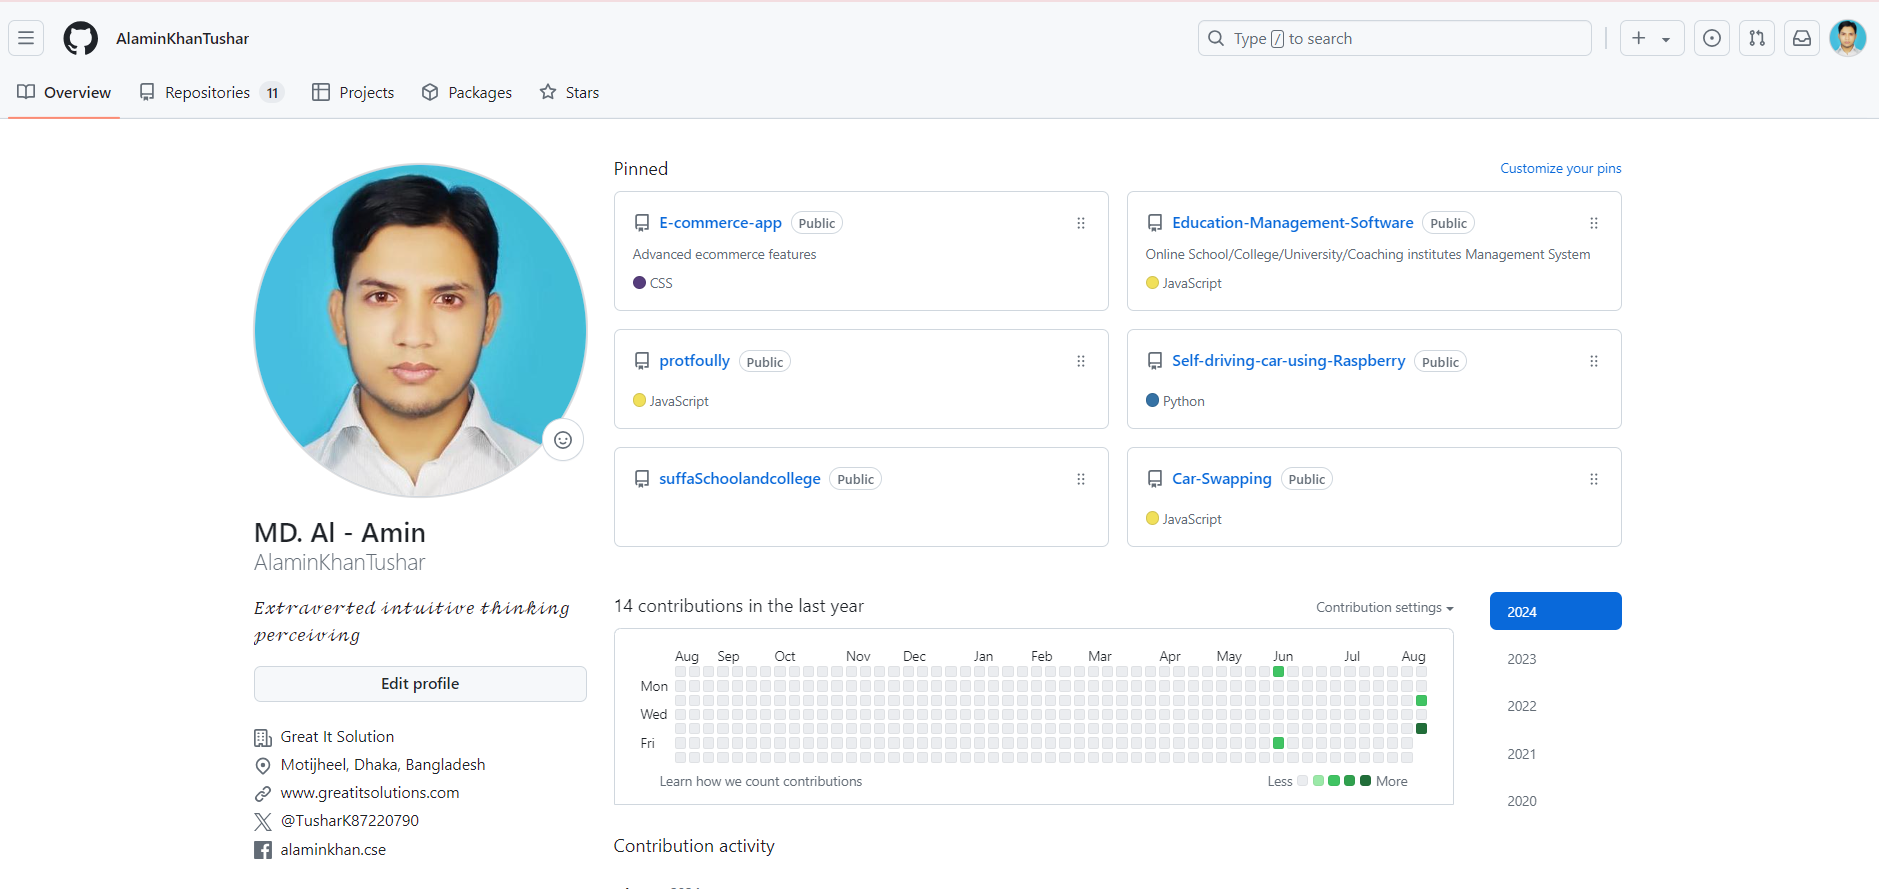 AlaminKhanTushar
Type / to search
Overview
Repositories 11
Projects
Packages
Stars
MD. Al - Amin
AlaminKhanTushar
Extraverted intuitive thinking
perceiving
Edit profile
Great It Solution
Motijheel, Dhaka, Bangladesh
www.greatitsolutions.com
@TusharK87220790
alaminkhan.cse
Pinned
Customize your pins
E-commerce-app Public
Advanced ecommerce features
CSS
Education-Management-Software Public
Online School/College/University/Coaching institutes Management System
JavaScript
protfoully Public
JavaScript
Self-driving-car-using-Raspberry Public
Python
suffaSchoolandcollege Public
Car-Swapping Public
JavaScript
14 contributions in the last year
Contribution settings
Aug Sep Oct Nov Dec Jan Feb Mar Apr May Jun Jul Aug
Mon
Wed
Fri
Learn how we count contributions
Less More
2024
2023
2022
2021
2020
Contribution activity